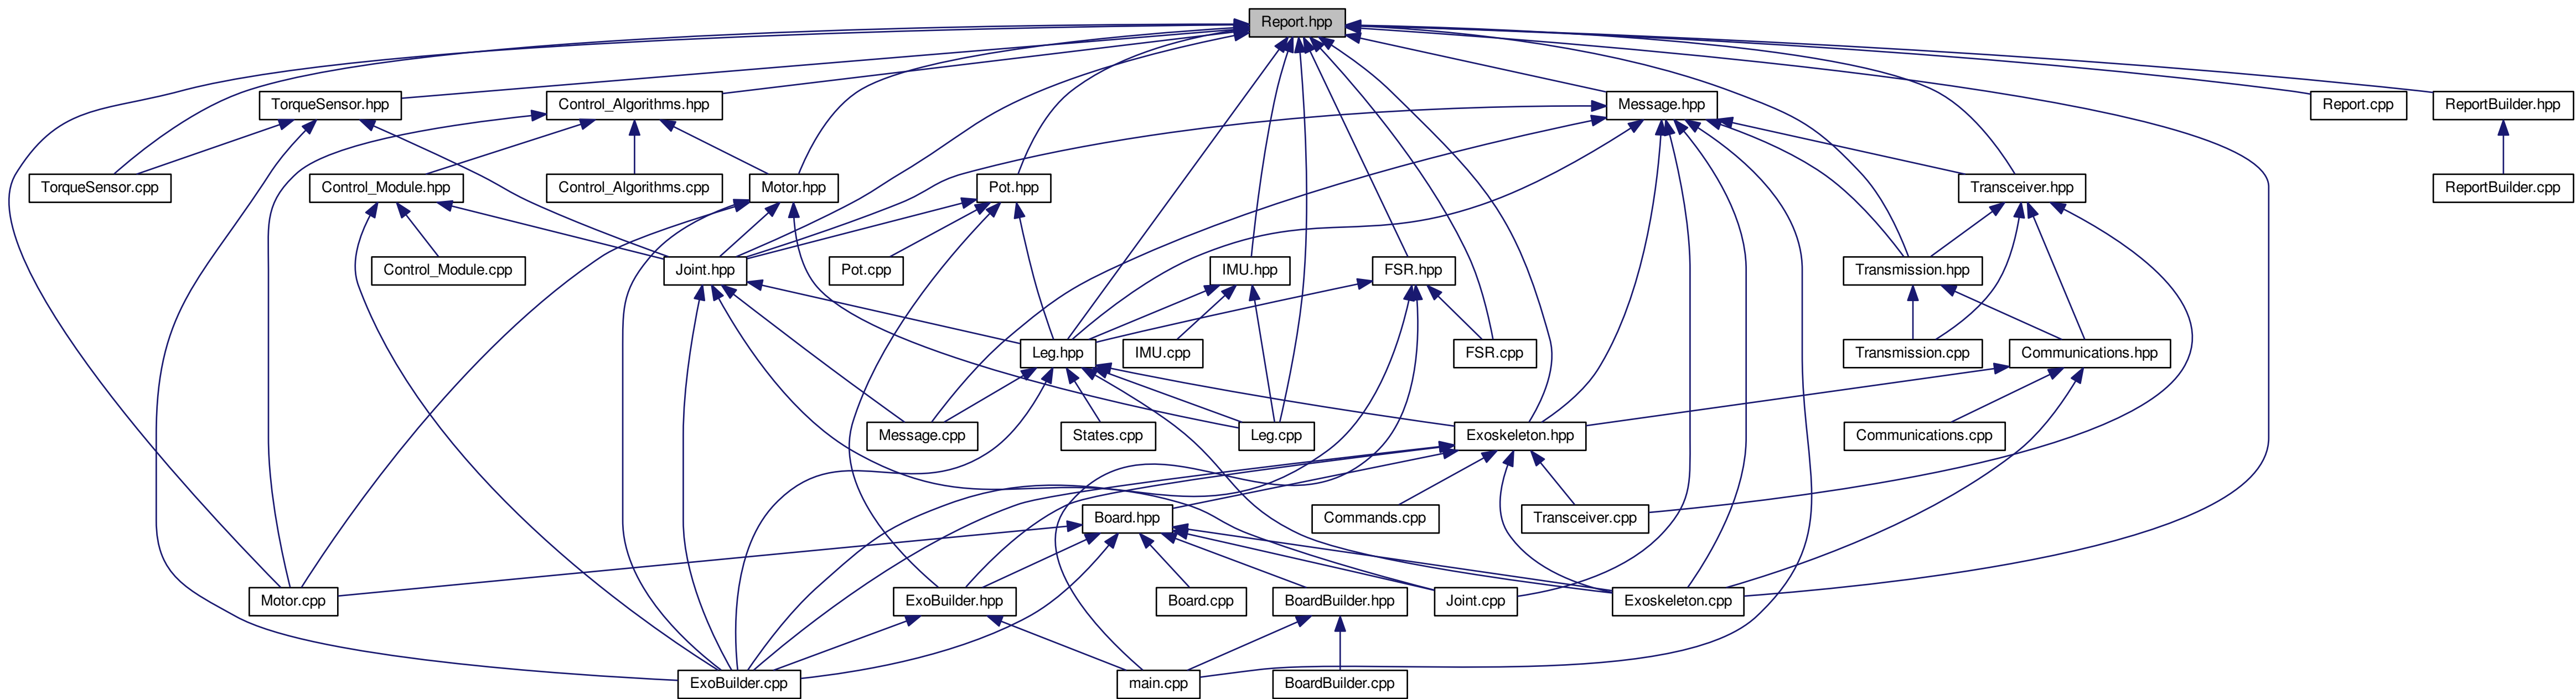 Report.hpp
TorqueSensor.hpp
Control_Algorithms.hpp
Message.hpp
Report.cpp
ReportBuilder.hpp
TorqueSensor.cpp
Control_Module.hpp
Control_Algorithms.cpp
Motor.hpp
Pot.hpp
Transceiver.hpp
ReportBuilder.cpp
Control_Module.cpp
Joint.hpp
Pot.cpp
IMU.hpp
FSR.hpp
Transmission.hpp
Leg.hpp
IMU.cpp
FSR.cpp
Transmission.cpp
Communications.hpp
Message.cpp
States.cpp
Leg.cpp
Exoskeleton.hpp
Communications.cpp
Board.hpp
Commands.cpp
Transceiver.cpp
Motor.cpp
ExoBuilder.hpp
Board.cpp
BoardBuilder.hpp
Joint.cpp
Exoskeleton.cpp
ExoBuilder.cpp
main.cpp
BoardBuilder.cpp